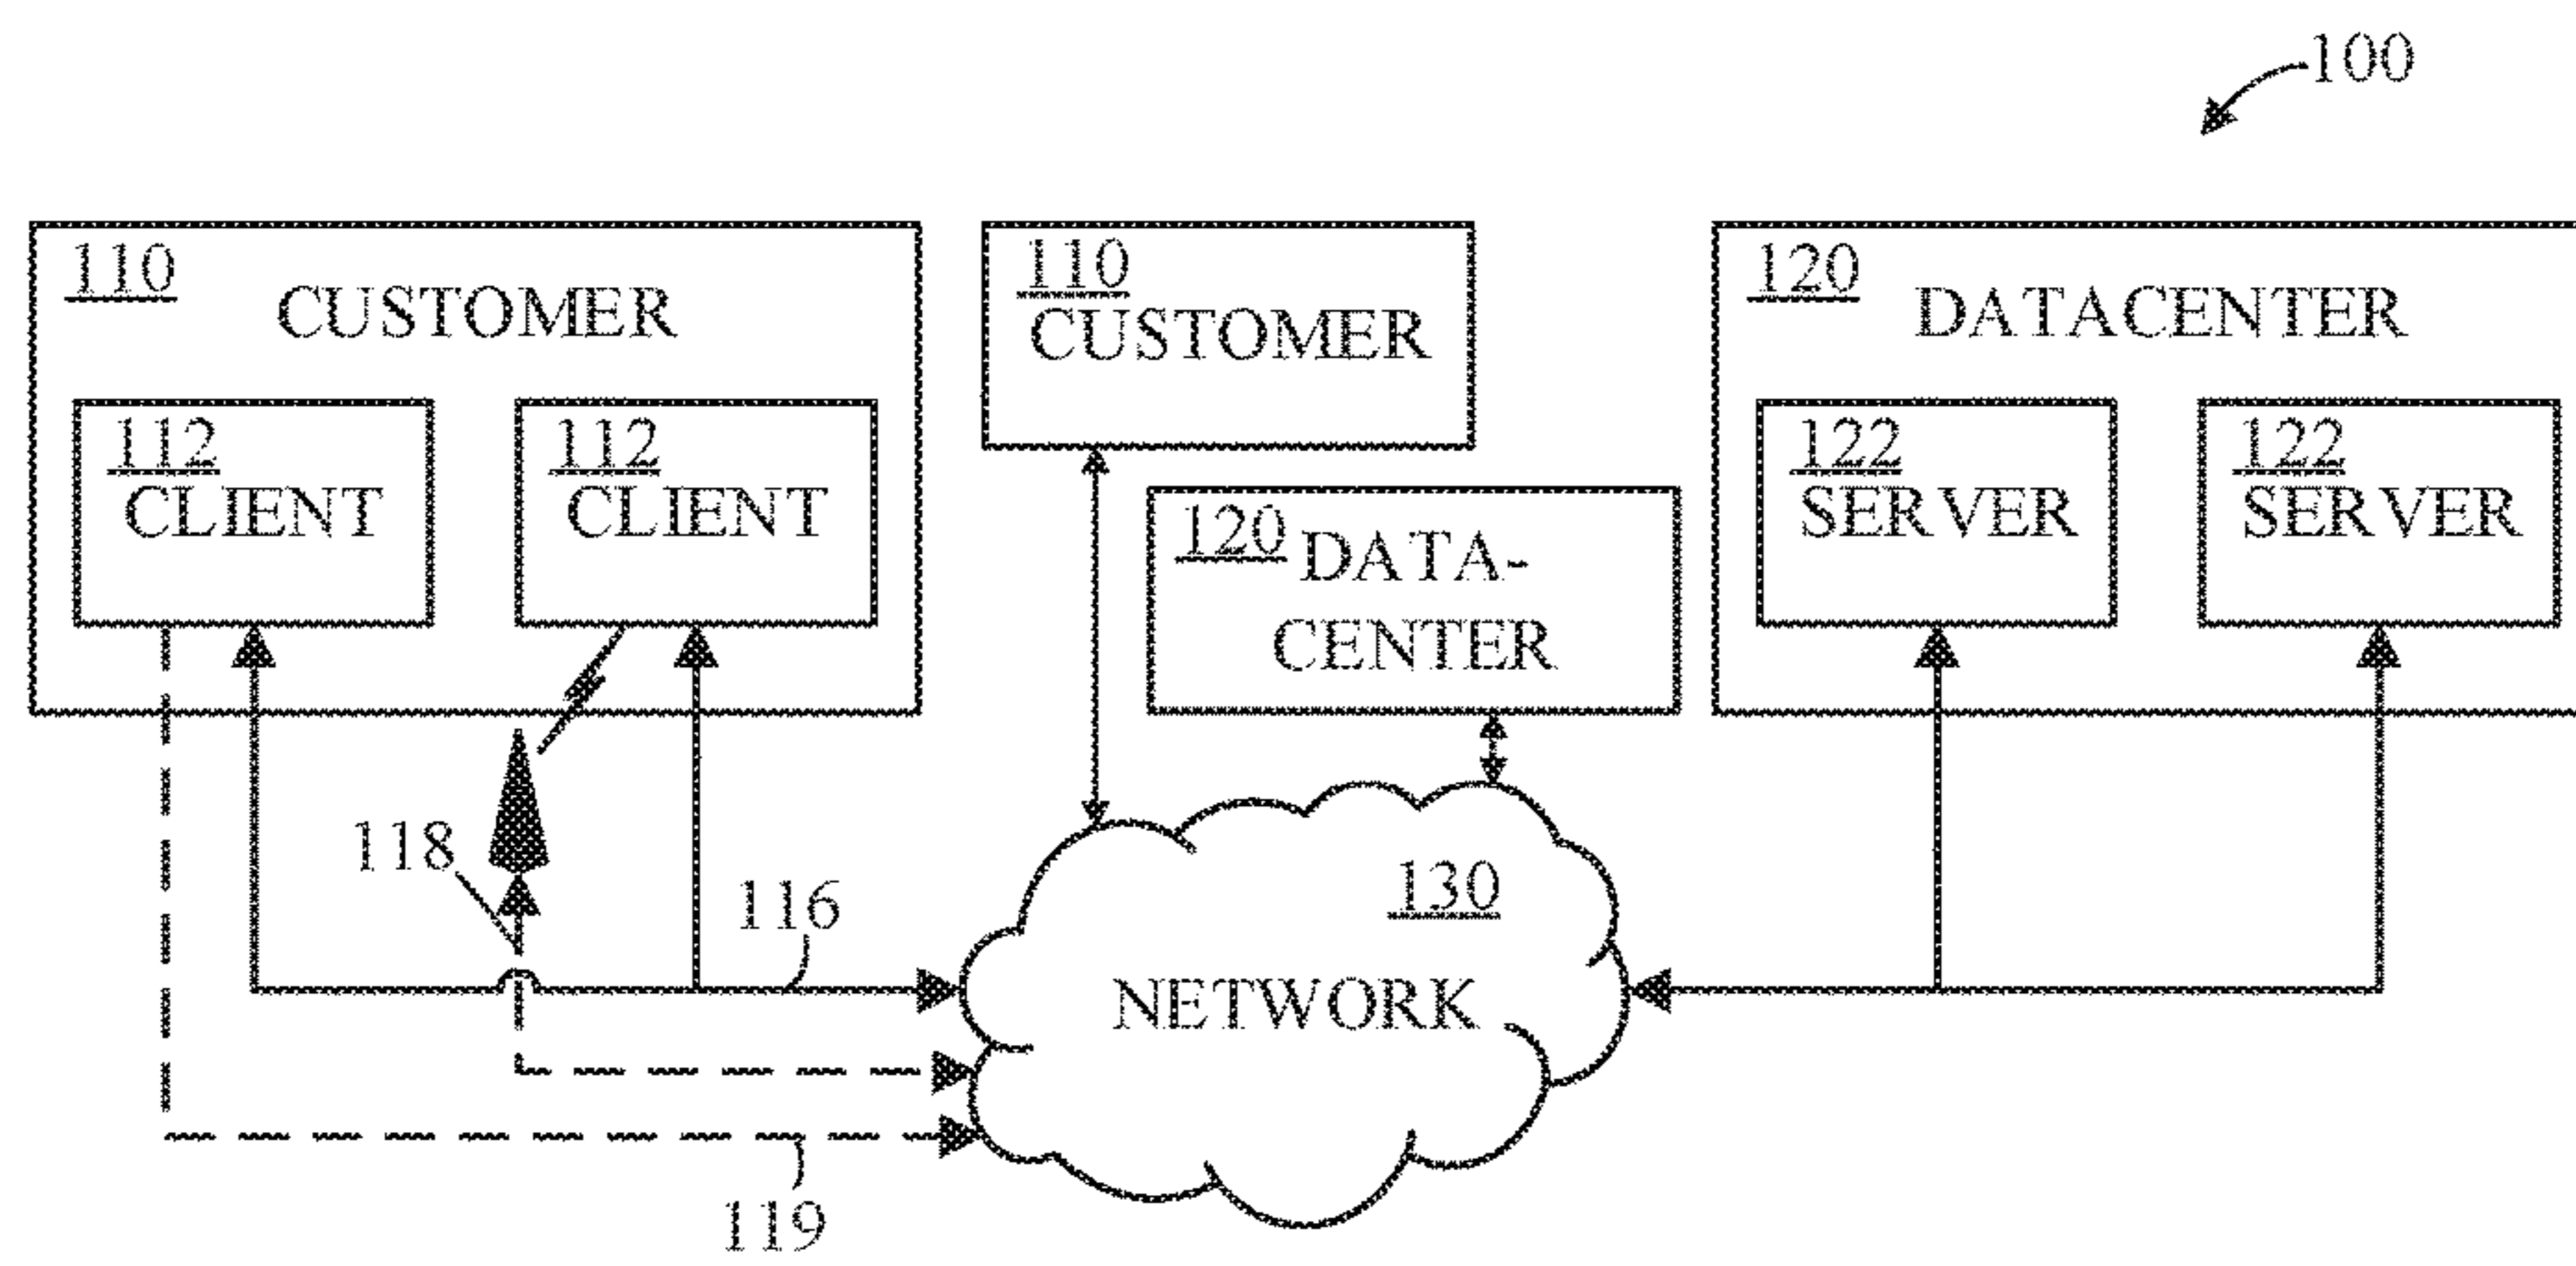 100
110
CUSTOMER
112
CLIENT
112
CLIENT
110
CUSTOMER
120
DATA-
CENTER
120
DATACENTER
122
SERVER
122
SERVER
118
116
130
NETWORK
119